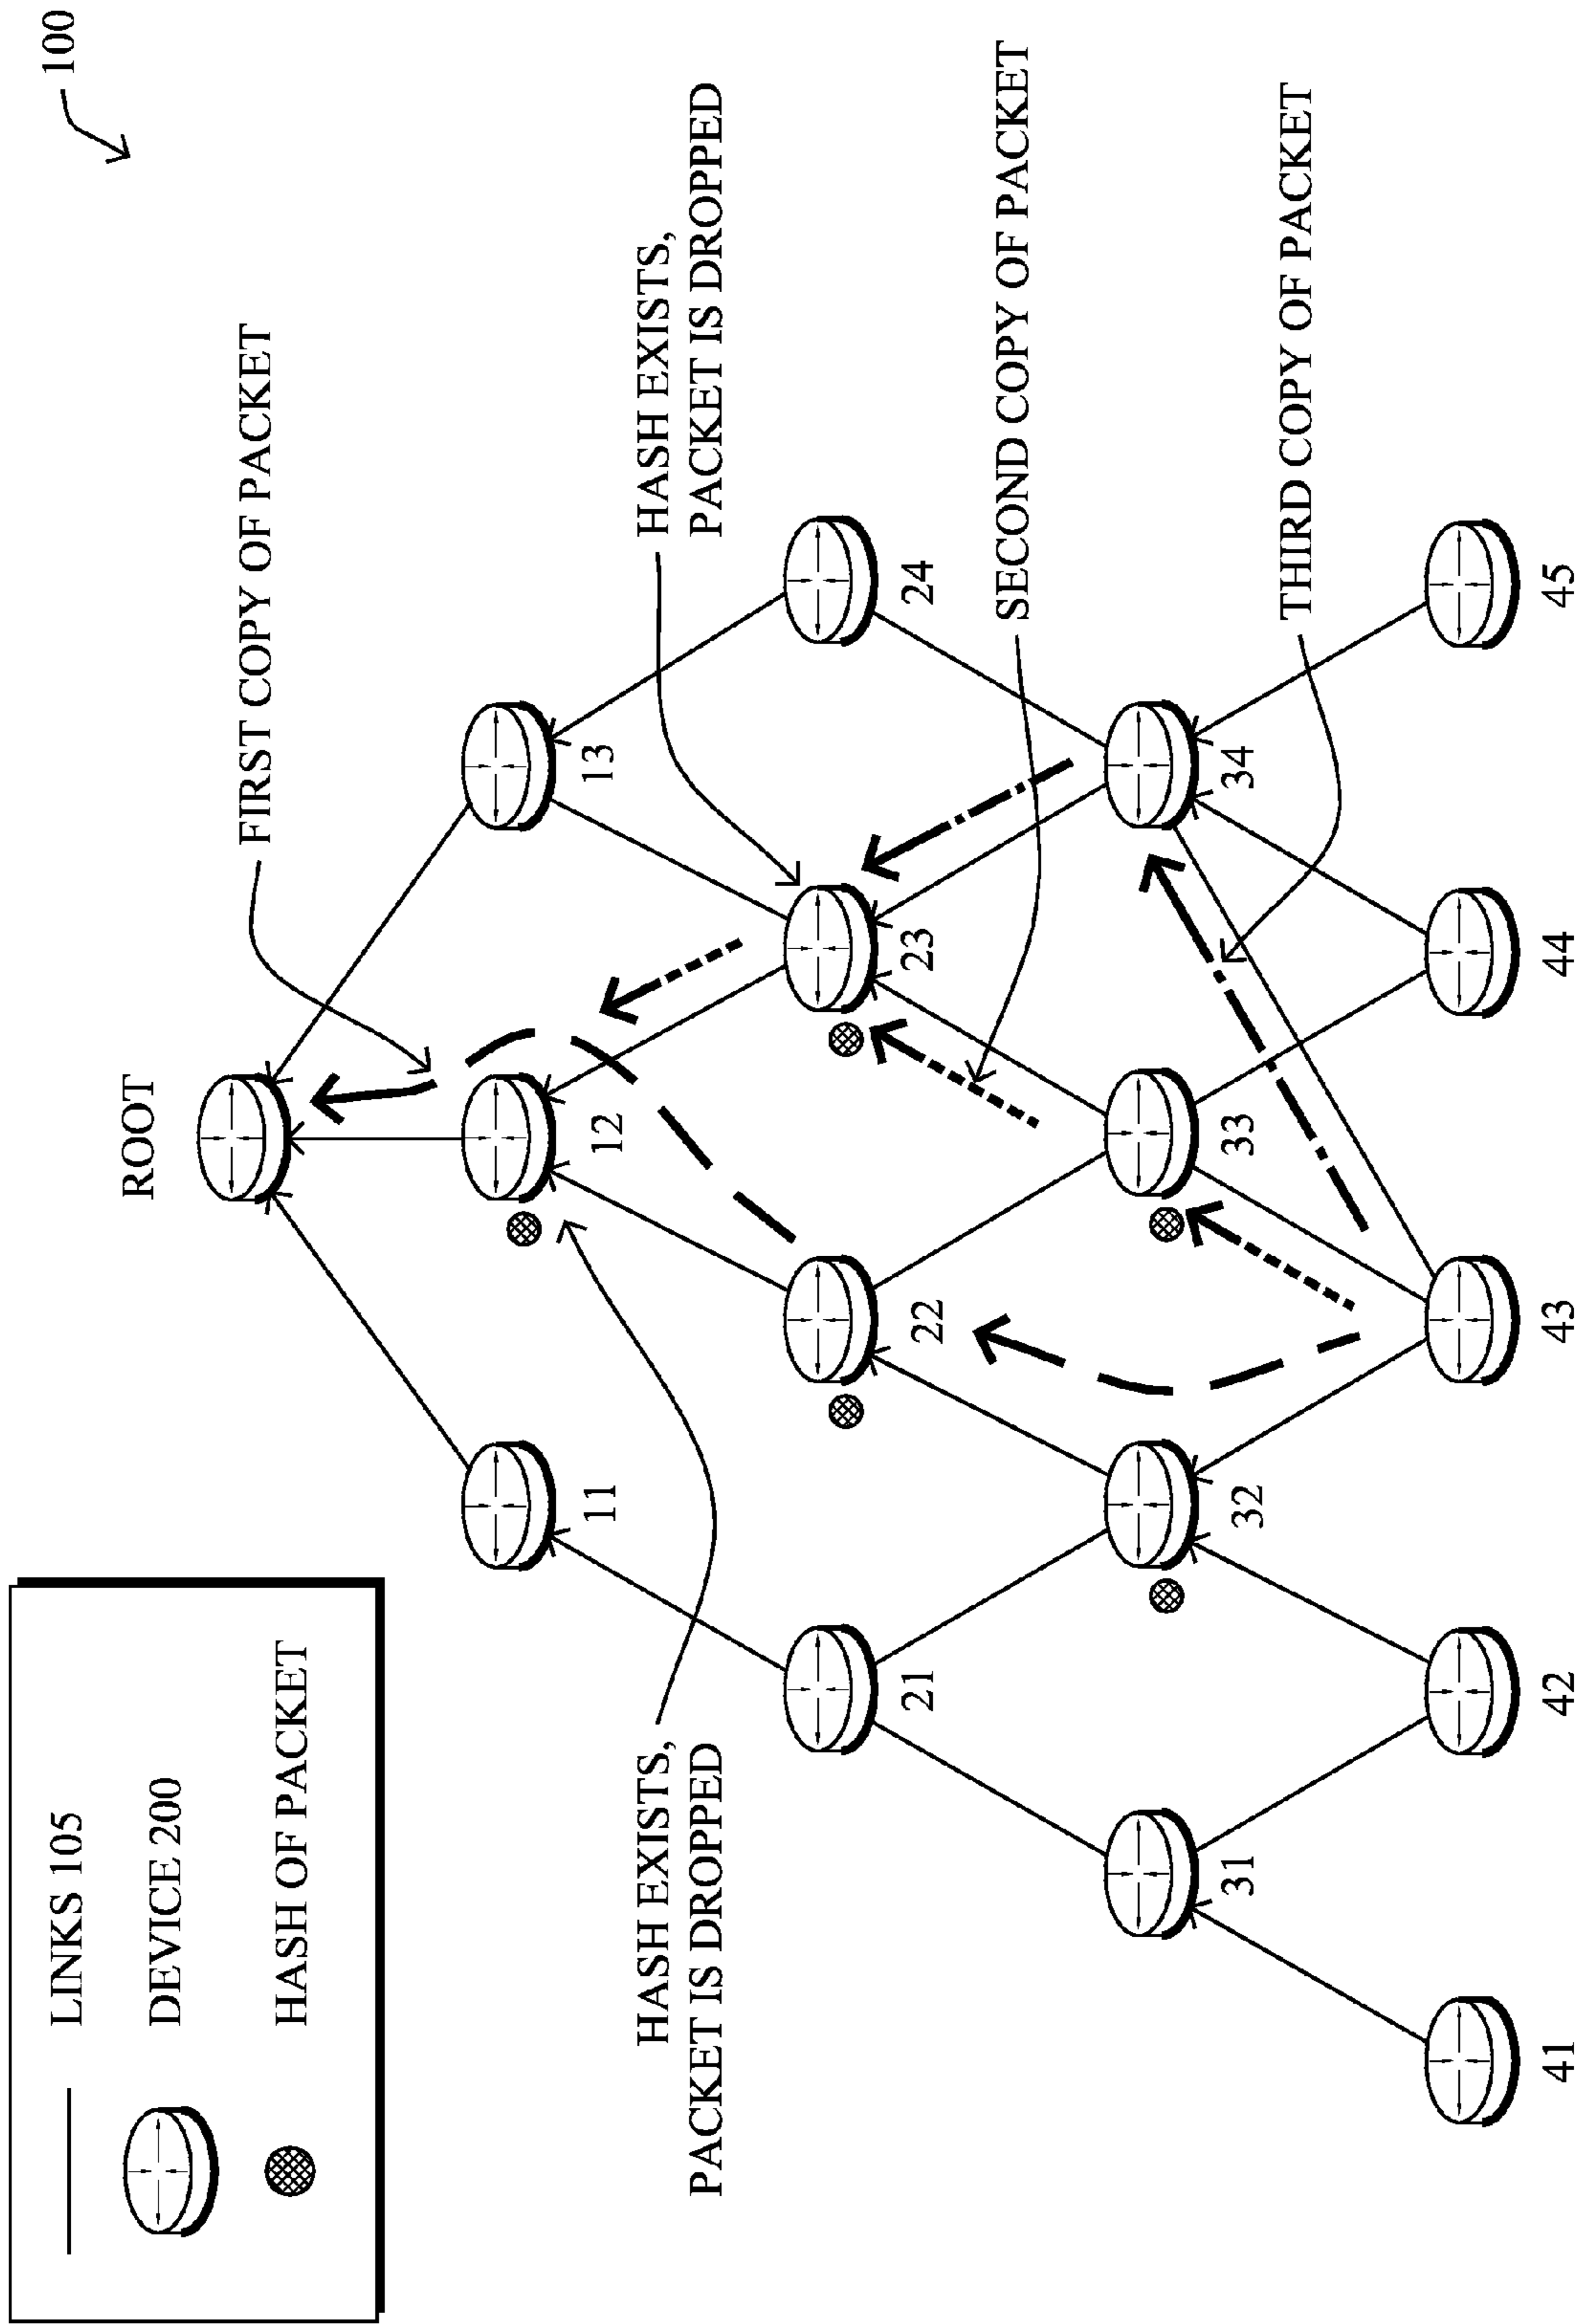 100
LINKS 105
DEVICE 200
HASH OF PACKET
ROOT
FIRST COPY OF PACKET
11
12
13
HASH EXISTS,
PACKET IS DROPPED
HASH EXISTS,
PACKET IS DROPPED
21
22
23
24
SECOND COPY OF PACKET
31
32
33
34
THIRD COPY OF PACKET
41
42
43
44
45